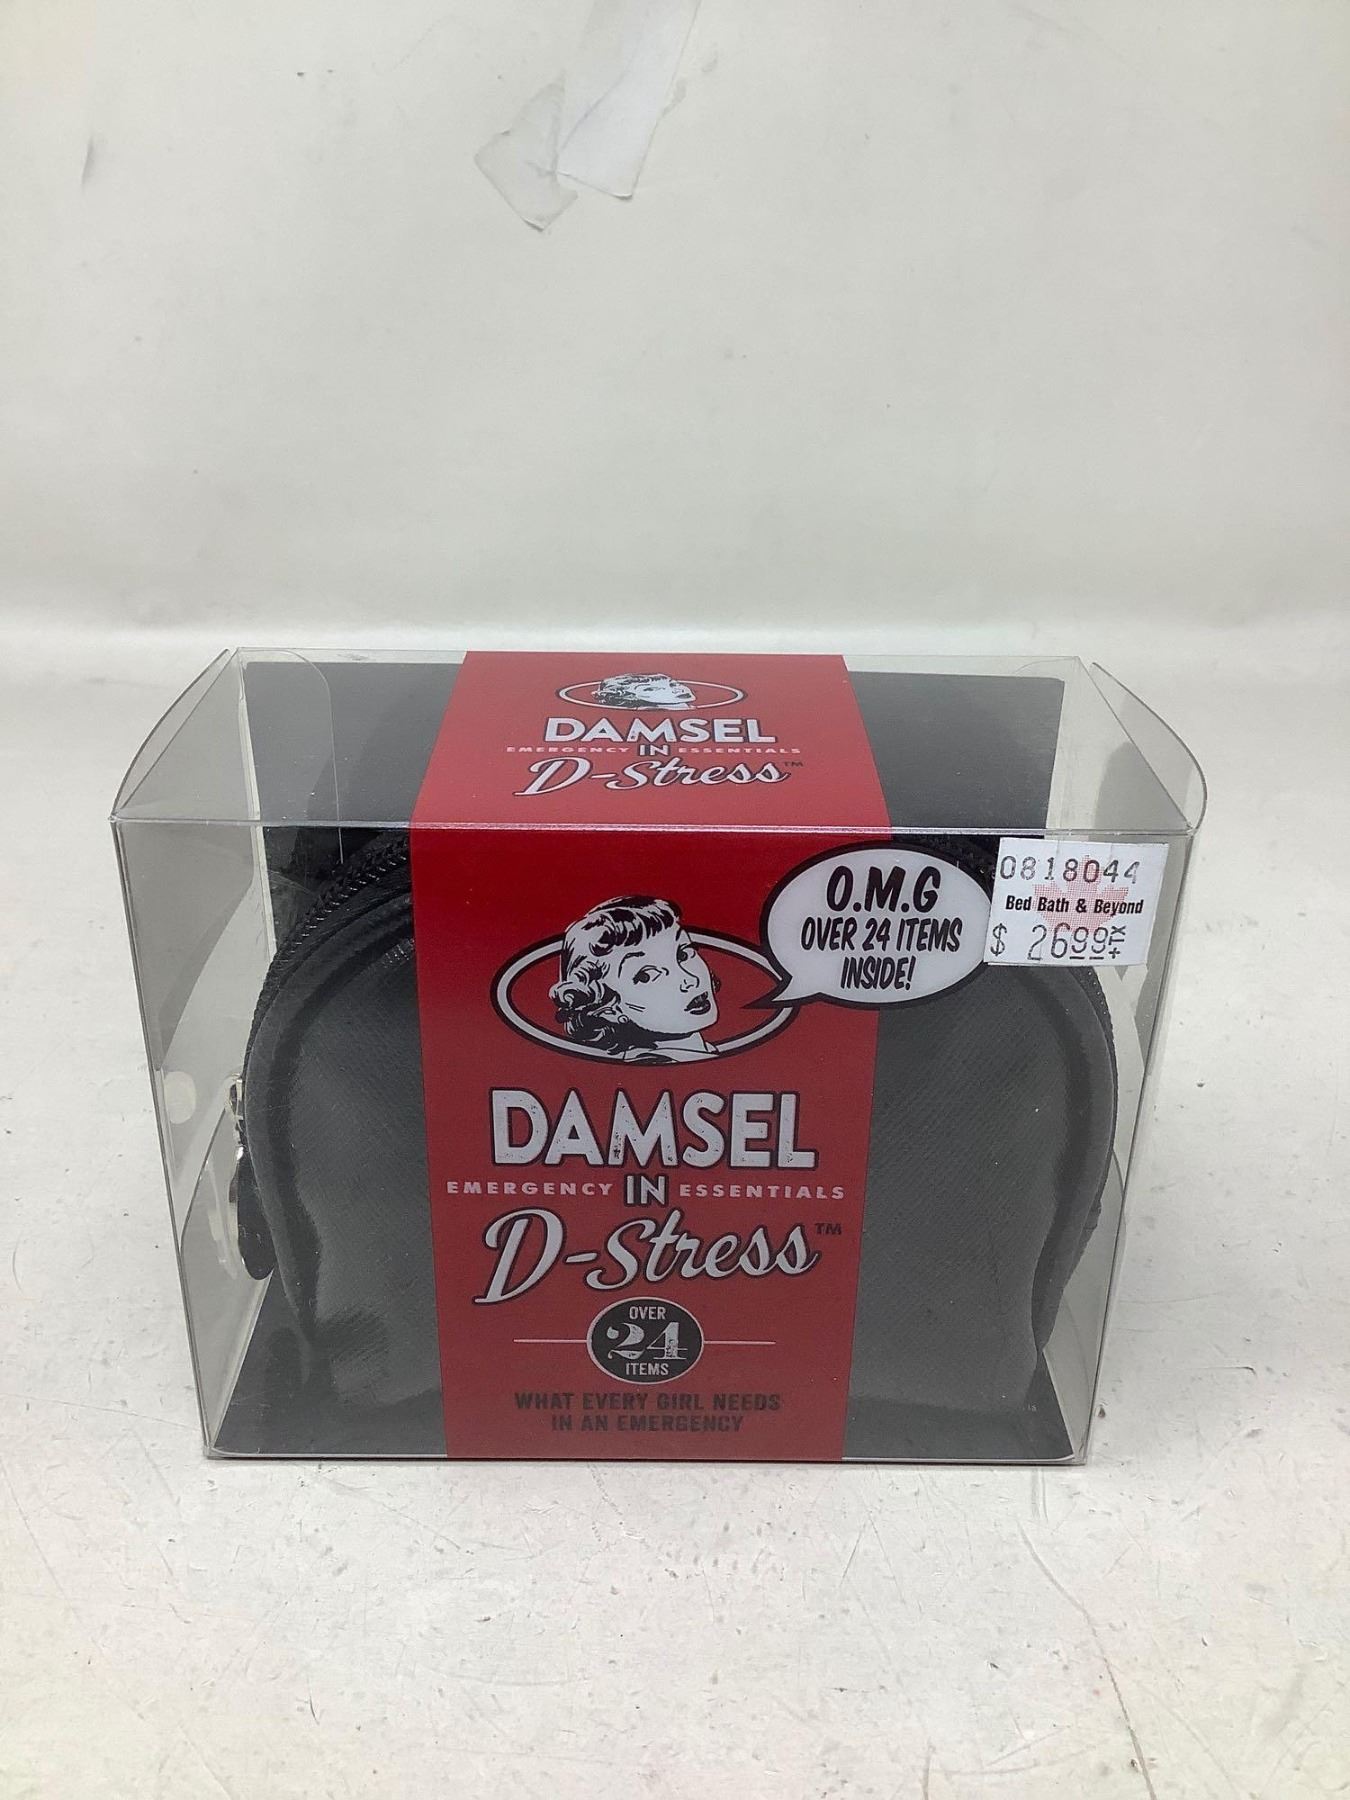 DAMSEL
EMERGENCY IN ESSENTIALS
D-Stress™
O.M.G
OVER 24 ITEMS
INSIDE!
0818044
Bed Bath & Beyond
$ 26.99 +TX
DAMSEL
EMERGENCY IN ESSENTIALS
D-Stress™
OVER
24
ITEMS
WHAT EVERY GIRL NEEDS
IN AN EMERGENCY